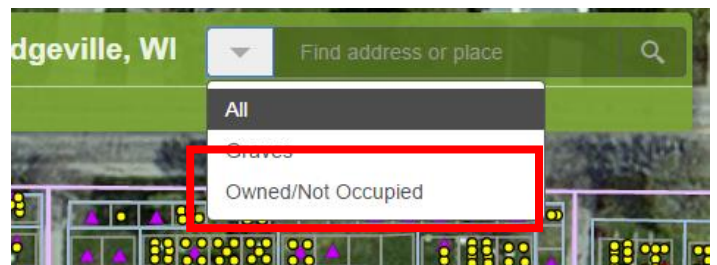 dgeville, WI
Find address or place
All
Graves
Owned/Not Occupied